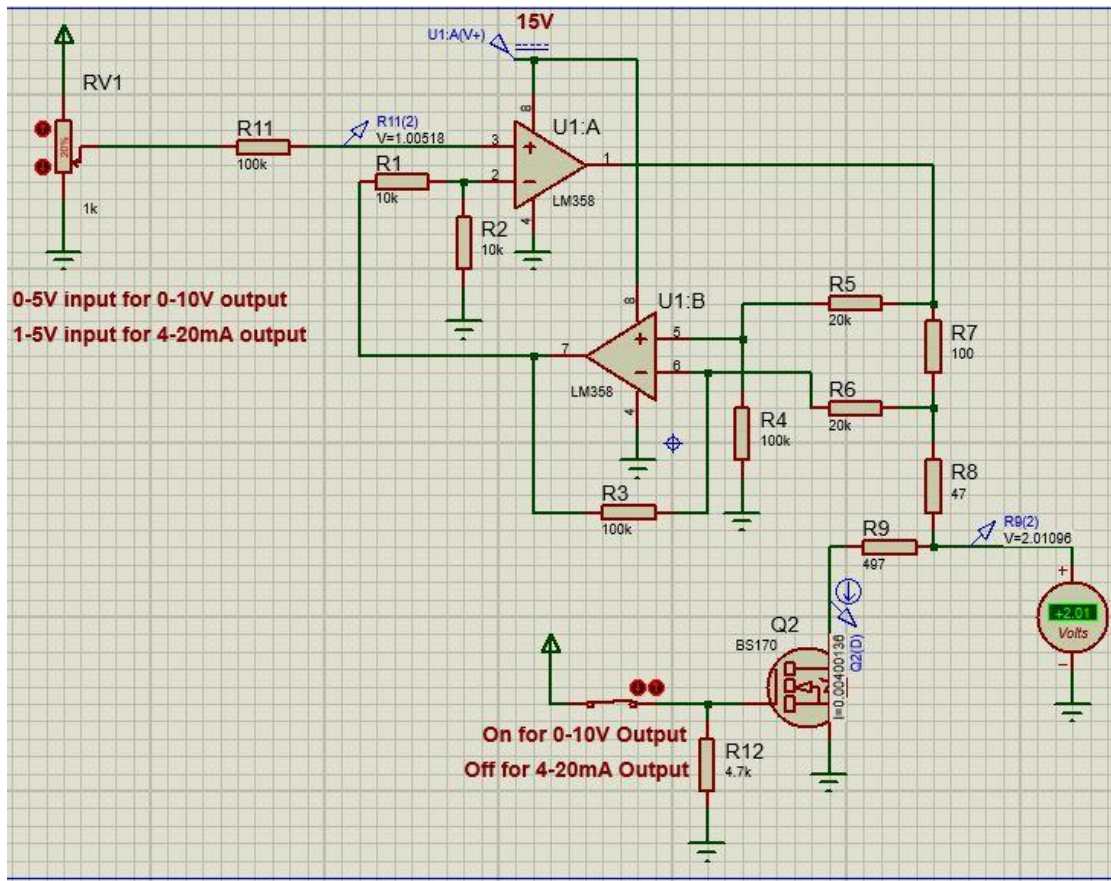 15V
U1:A(V+)
RV1
20%
1k
R11
100k
R11(2)
V=1.00518
R1
10k
R2
10k
8
3
2
1
4
U1:A
LM358
0-5V input for 0-10V output
1-5V input for 4-20mA output
8
U1:B
5
6
7
4
LM358
R5
20k
R7
100
R6
20k
R4
100k
R3
100k
R8
47
R9
497
R9(2)
V=2.01096
+2.01
Volts
Q2
BS170
Q2(D)
I=0.00400136
On for 0-10V Output
Off for 4-20mA Output
R12
4.7k